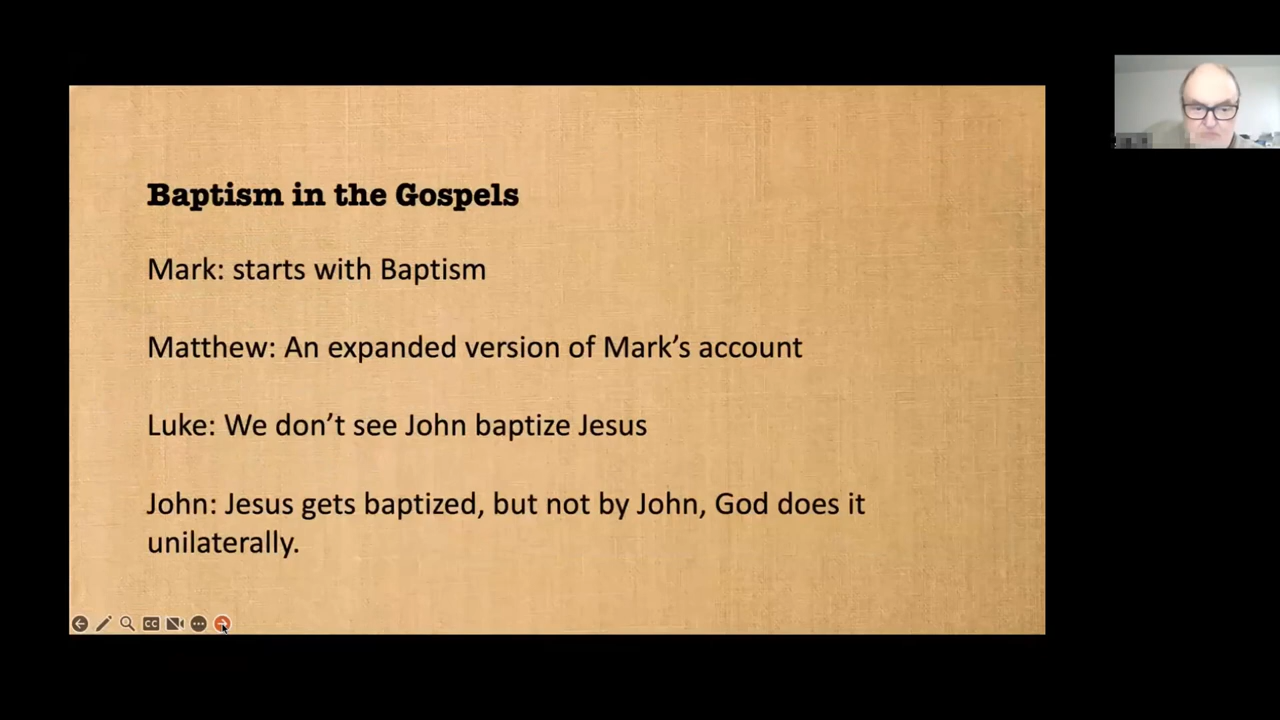 Baptism in the Gospels
Mark: starts with Baptism
Matthew: An expanded version of Mark’s account
Luke: We don’t see John baptize Jesus
John: Jesus gets baptized, but not by John, God does it
unilaterally.
CC